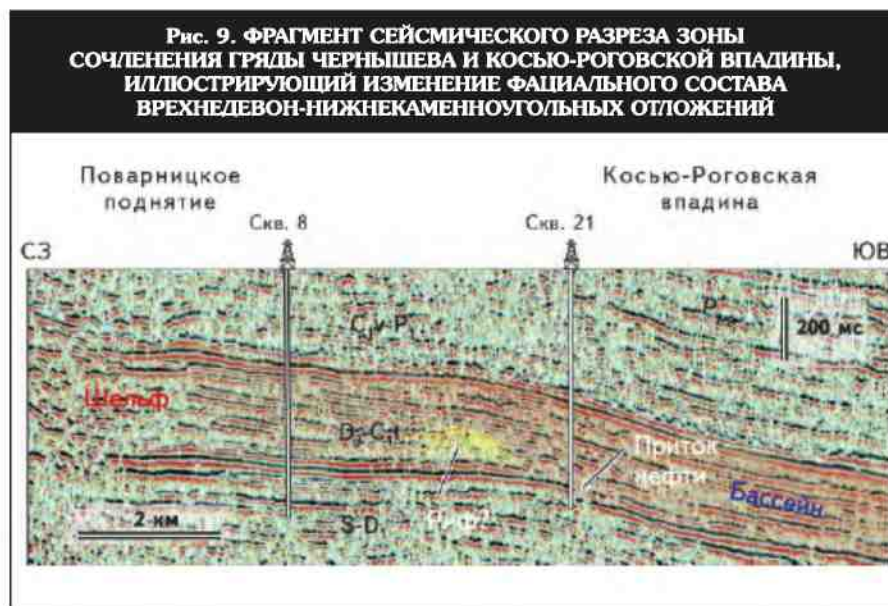 Рис. 9. ФРАГМЕНТ СЕЙСМИЧЕСКОГО РАЗРЕЗА ЗОНЫ
СОЧЛЕНЕНИЯ ГРЯДЫ ЧЕРНЫШЕВА И КОСЬЮ-РОГОВСКОЙ ВПАДИНЫ,
ИЛЛЮСТРИРУЮЩИЙ ИЗМЕНЕНИЕ ФАЦИАЛЬНОГО СОСТАВА
ВРЕХНЕДЕВОН-НИЖНЕКАМЕННОУГОЛЬНЫХ ОТЛОЖЕНИЙ
Поварницкое
поднятие
Косью-Роговская
впадина
Скв. 8
Скв. 21
СЗ
ЮВ
200 мс
Шельф
Приток
нефти
Бассейн
Риф?
2 км
S-D